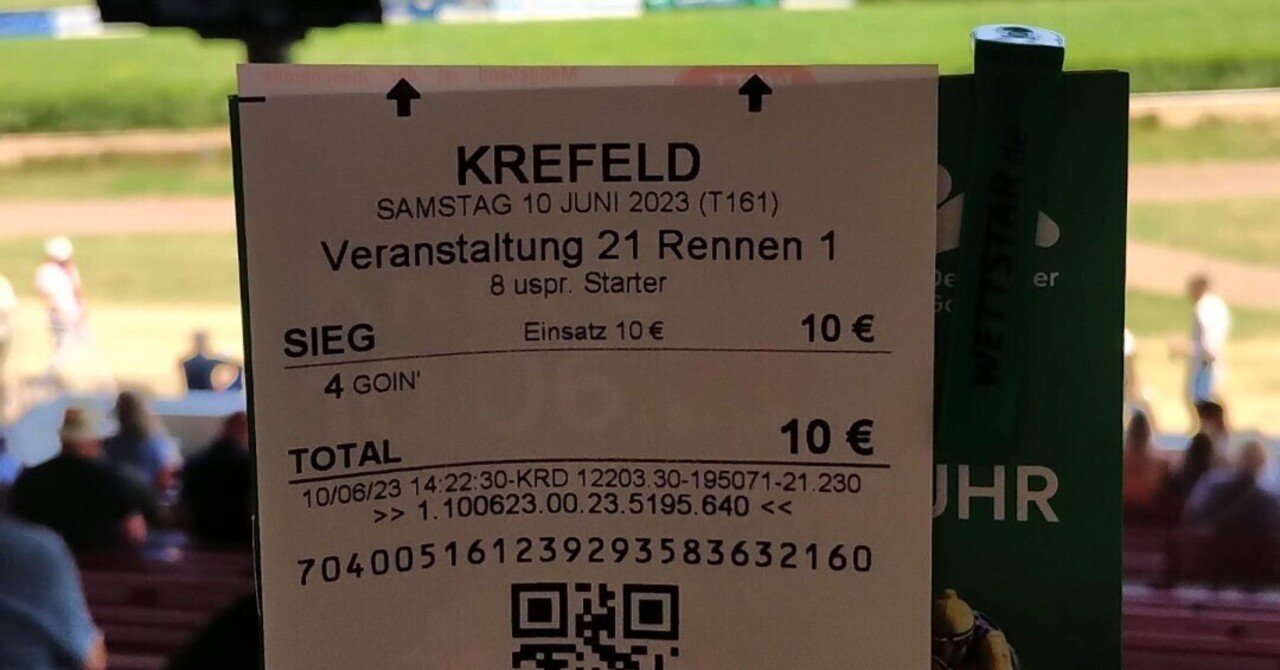 KREFELD
SAMSTAG 10 JUNI 2023 (T161)
Veranstaltung 21 Rennen 1
8 uspr. Starter
SIEG Einsatz 10 € 10 €
4 GOIN'
TOTAL 10 €
10/06/23 14:22:30-KRD 12203.30-195071-21.230
>> 1.100623.00.23.5195.640 <<
704005161239293583632160
WETTSTAR
er
UHR